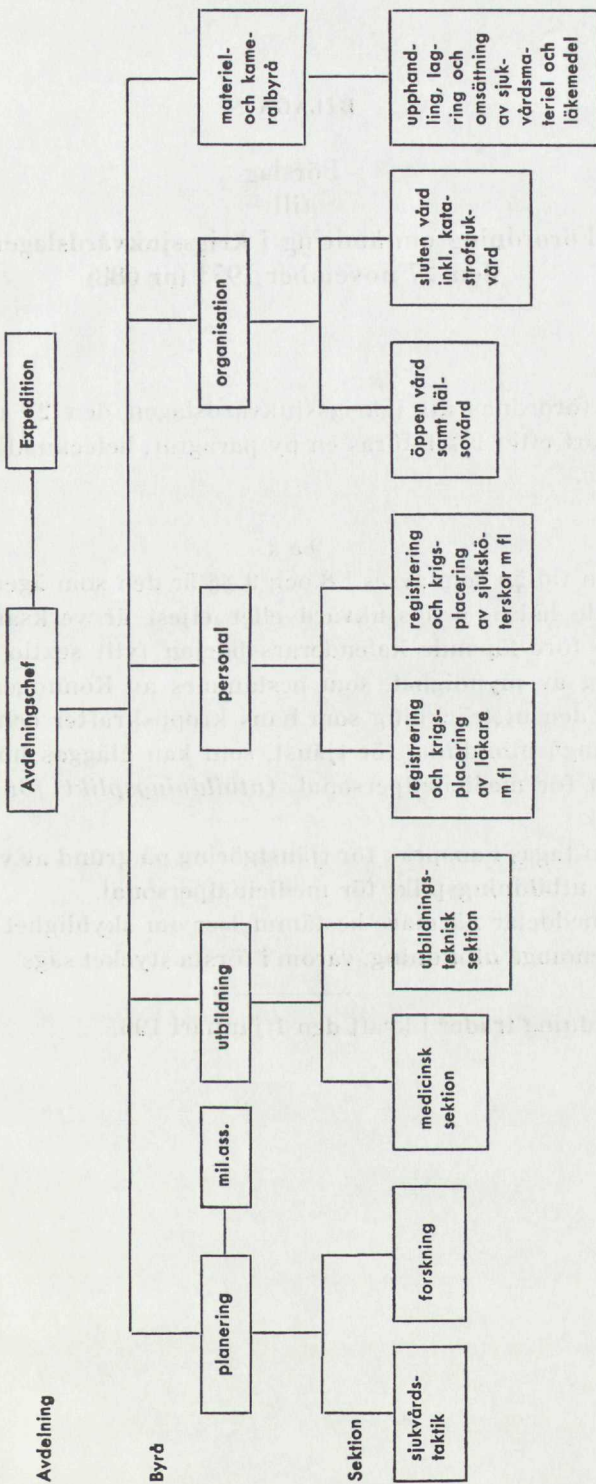 Avdelning
Avdelningschef
Expedition
Byrå
planering
mil.ass.
utbildning
personal
organisation
materiel-
och kame-
ralbyrå
Sektion
sjukvårds-
taktik
forskning
medicinsk
sektion
utbildnings-
teknisk
sektion
registrering
och krigs-
placering
av läkare
m fl
registrering
och krigs-
placering
av sjukskö-
terskor m fl
öppen vård
samt häl-
sovård
sluten vård
inkl. kata-
strofsjuk-
vård
upphand-
ling, lag-
ring och
omsättning
av sjuk-
vårdsma-
teriel och
läkemedel